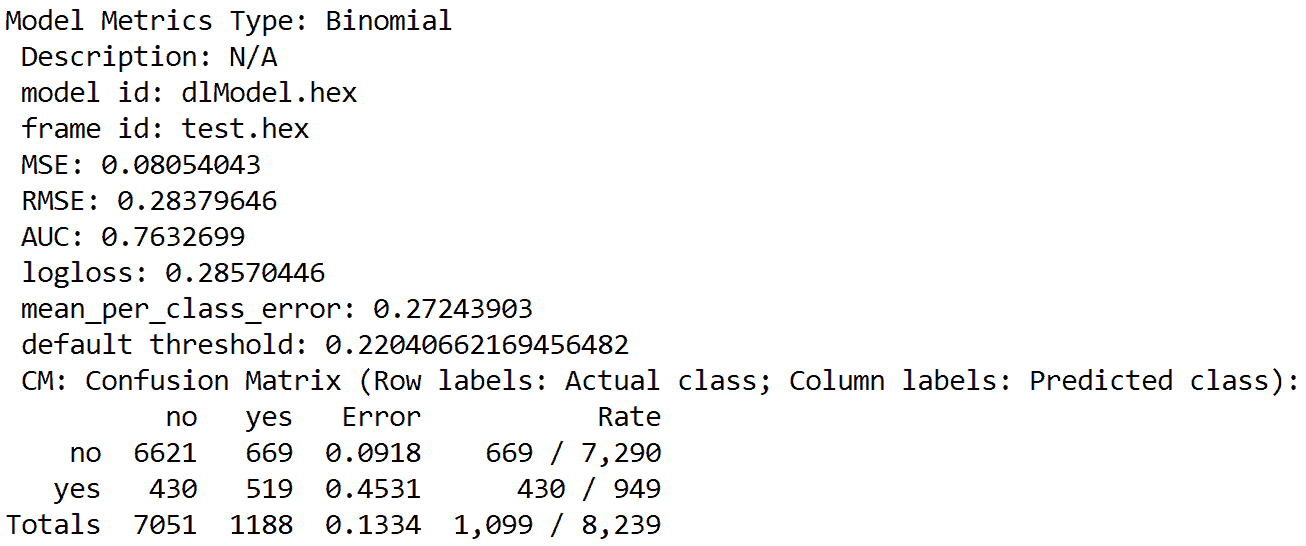 Model Metrics Type: Binomial
Description: N/A
model id: dlModel.hex
frame id: test.hex
MSE: 0.08054043
RMSE: 0.28379646
AUC: 0.7632699
logloss: 0.28570446
mean_per_class_error: 0.27243903
default threshold: 0.22040662169456482
CM: Confusion Matrix (Row labels: Actual class; Column labels: Predicted class):
no yes Error Rate
no 6621 669 0.0918 669 / 7,290
yes 430 519 0.4531 430 / 949
Totals 7051 1188 0.1334 1,099 / 8,239